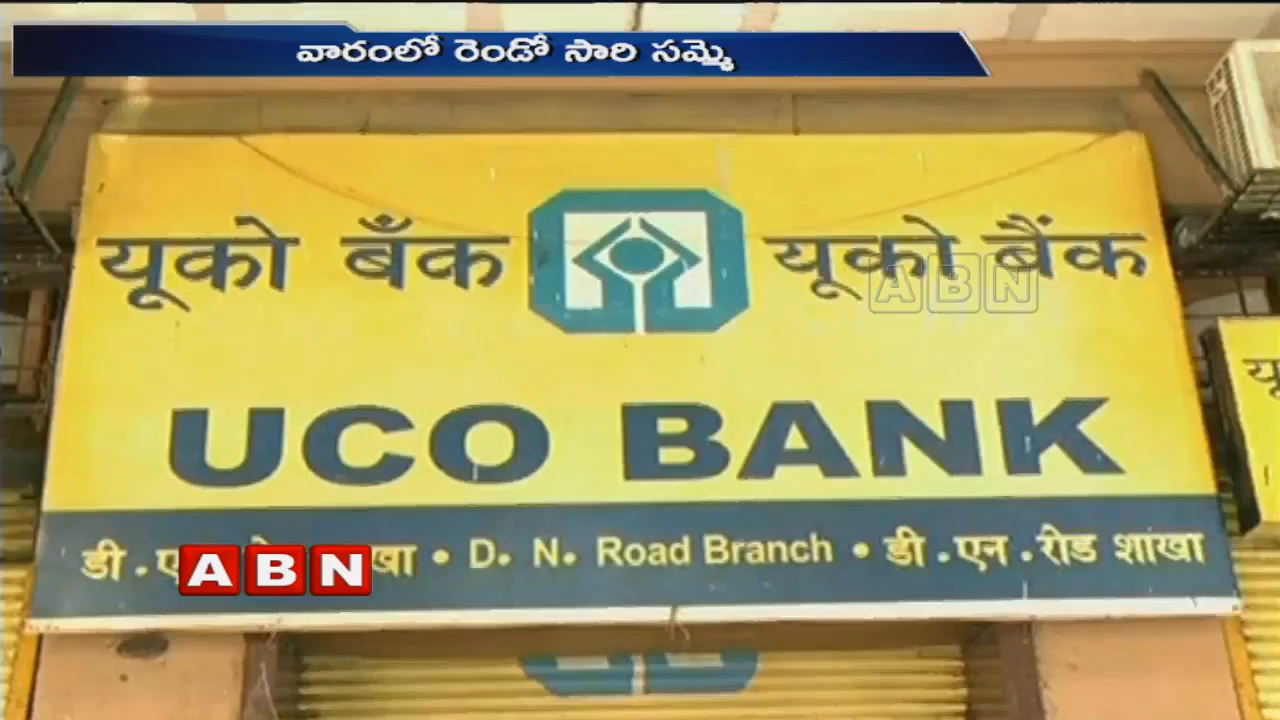 వారంలో రెండో సారి సమ్మె
यूको बँक यूको बैंक
ABN
UCO BANK
डी . • D. N. Road Branch • डी . एन . रोड शाखा
ABN